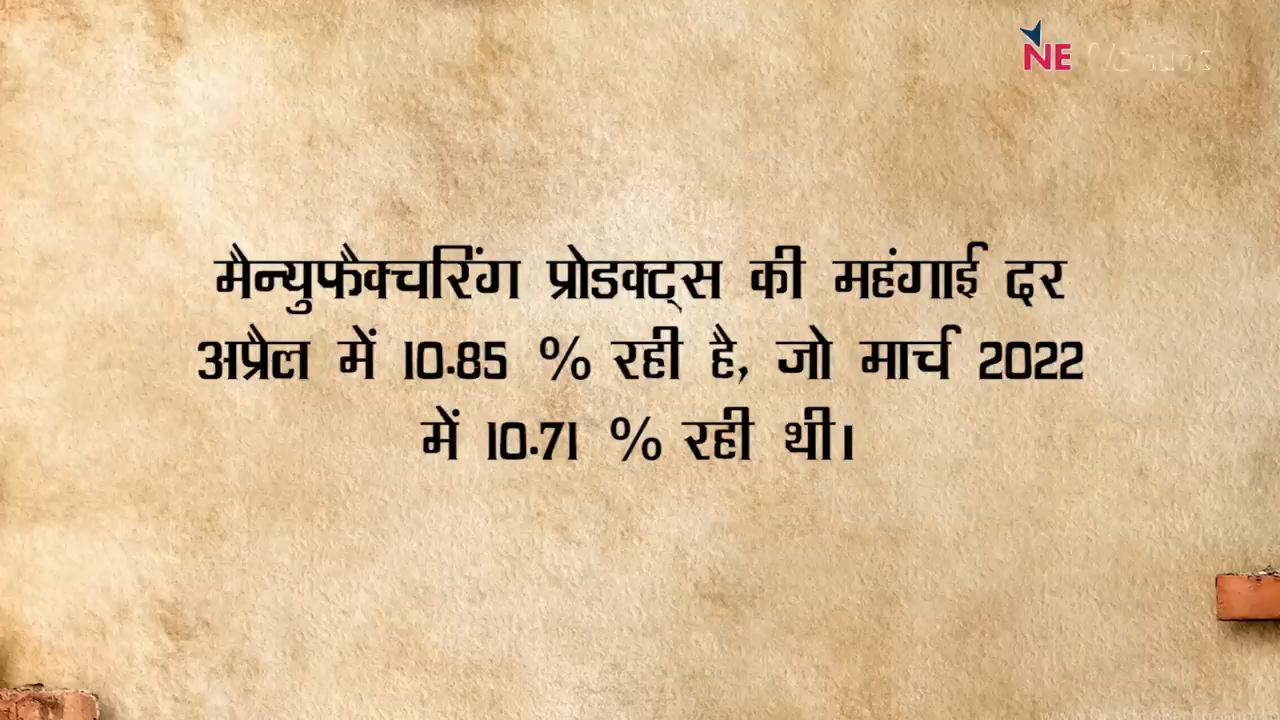 NE
मैन्युफैक्चरिंग प्रोडक्ट्स की महंगाई दर
अप्रैल में 10.85 % रही है, जो मार्च 2022
में 10.71 % रही थी।